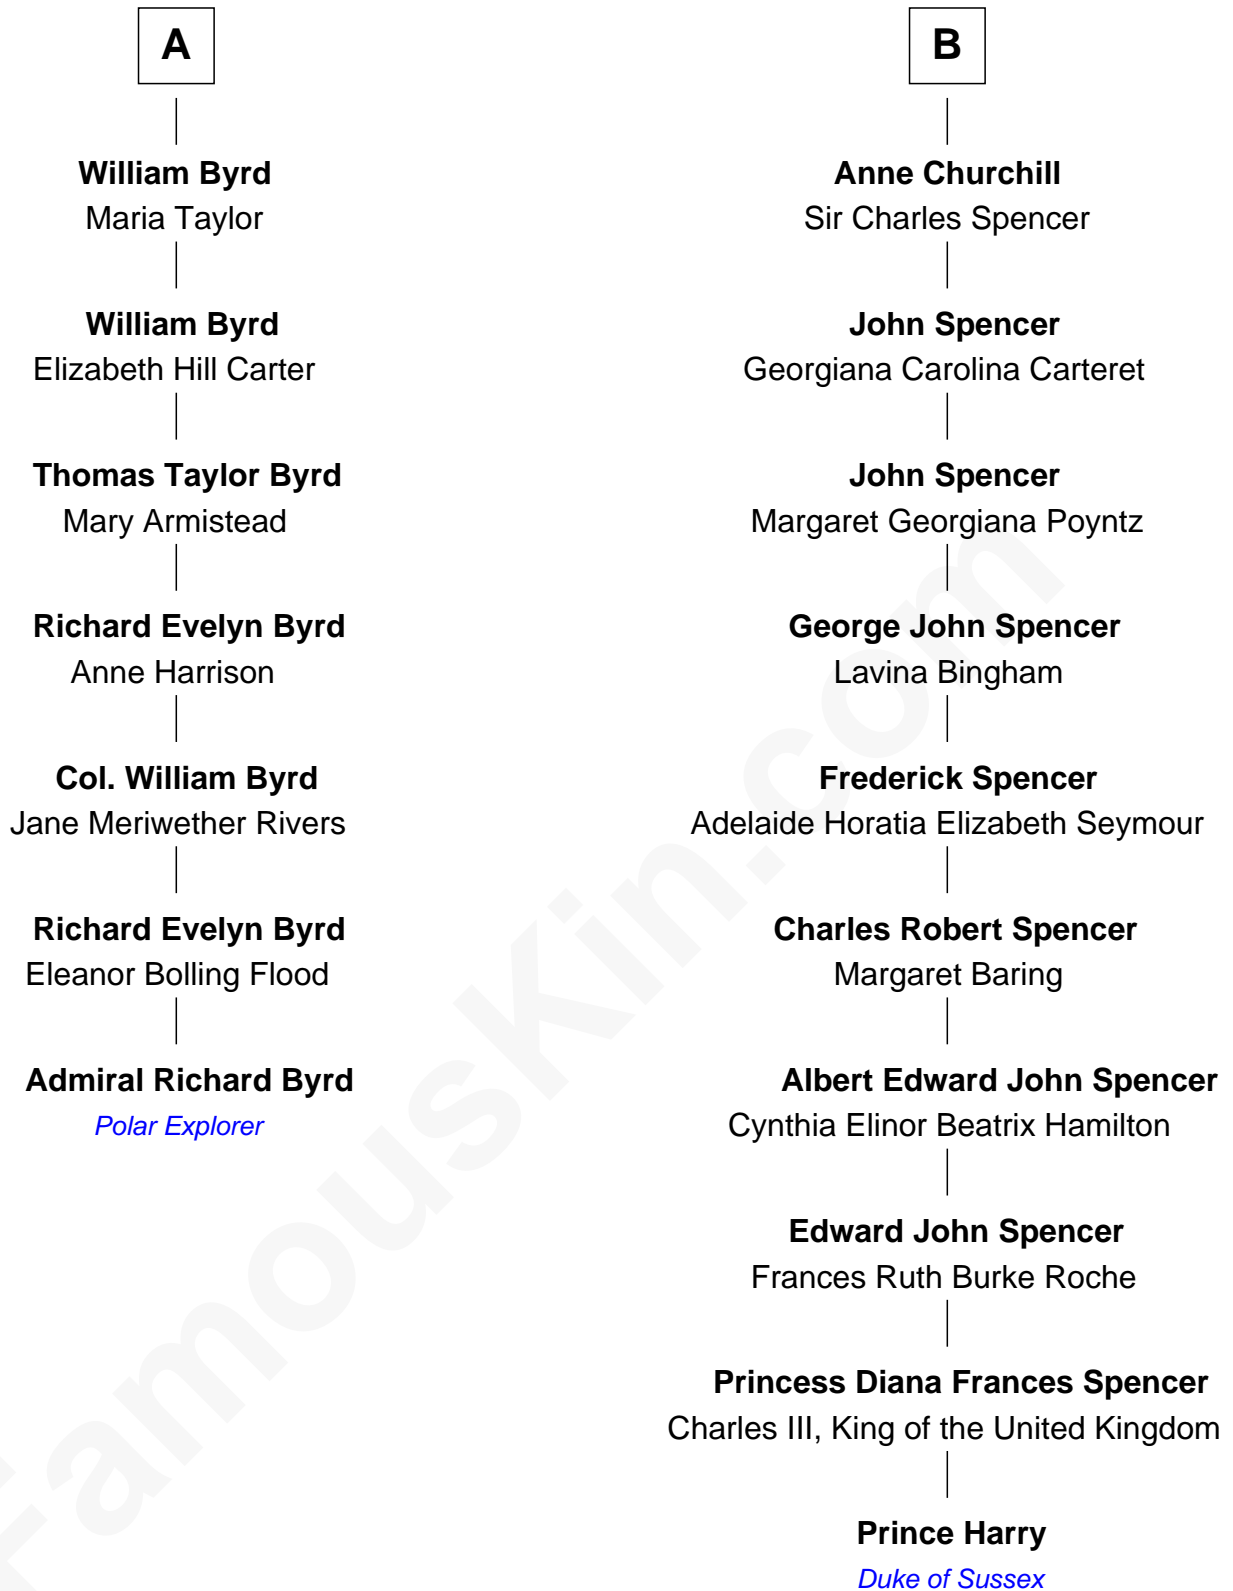 A
William Byrd
Maria Taylor
William Byrd
Elizabeth Hill Carter
Thomas Taylor Byrd
Mary Armistead
Richard Evelyn Byrd
Anne Harrison
Col. William Byrd
Jane Meriwether Rivers
Richard Evelyn Byrd
Eleanor Bolling Flood
Admiral Richard Byrd
Polar Explorer
B
Anne Churchill
Sir Charles Spencer
John Spencer
Georgiana Carolina Carteret
John Spencer
Margaret Georgiana Poyntz
George John Spencer
Lavina Bingham
Frederick Spencer
Adelaide Horatia Elizabeth Seymour
Charles Robert Spencer
Margaret Baring
Albert Edward John Spencer
Cynthia Elinor Beatrix Hamilton
Edward John Spencer
Frances Ruth Burke Roche
Princess Diana Frances Spencer
Charles III, King of the United Kingdom
Prince Harry
Duke of Sussex
FamousKin.com